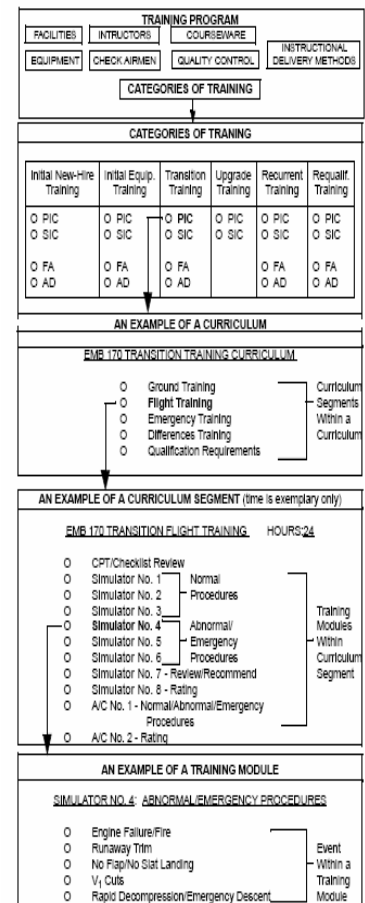 TRAINING PROGRAM
FACILITIES INTRUCTORS COURSEWARE
EQUIPMENT CHECK AIRMEN QUALITY CONTROL INSTRUCTIONAL DELIVERY METHODS
CATEGORIES OF TRAINING
CATEGORIES OF TRANING
Initial New-Hire Training Initial Equip. Training Transition Training Upgrade Training Recurrent Training Requalif. Training
O PIC O PIC O PIC O PIC O PIC O PIC
O SIC O SIC O SIC O SIC O SIC O SIC
O FA O FA O FA O FA O FA
O AD O AD O AD O AD O AD
AN EXAMPLE OF A CURRICULUM
EMB 170 TRANSITION TRAINING CURRICULUM
O Ground Training
O Flight Training
O Emergency Training
O Differences Training
O Qualification Requirements
Curriculum
Segments
Within a
Curriculum
AN EXAMPLE OF A CURRICULUM SEGMENT (time is exemplary only)
EMB 170 TRANSITION FLIGHT TRAINING HOURS:24
O CPT/Checklist Review
O Simulator No. 1
O Simulator No. 2
O Simulator No. 3
Normal
Procedures
O Simulator No. 4
O Simulator No. 5
O Simulator No. 6
Abnormal/
Emergency
Procedures
O Simulator No. 7 - Review/Recommend
O Simulator No. 8 - Rating
O A/C No. 1 - Normal/Abnormal/Emergency
Procedures
O A/C No. 2 - Rating
Training
Modules
Within
Curriculum
Segment
AN EXAMPLE OF A TRAINING MODULE
SIMULATOR NO. 4: ABNORMAL/EMERGENCY PROCEDURES
O Engine Failure/Fire
O Runaway Trim
O No Flap/No Slat Landing
O V1 Cuts
O Rapid Decompression/Emergency Descent
Event
Within a
Training
Module